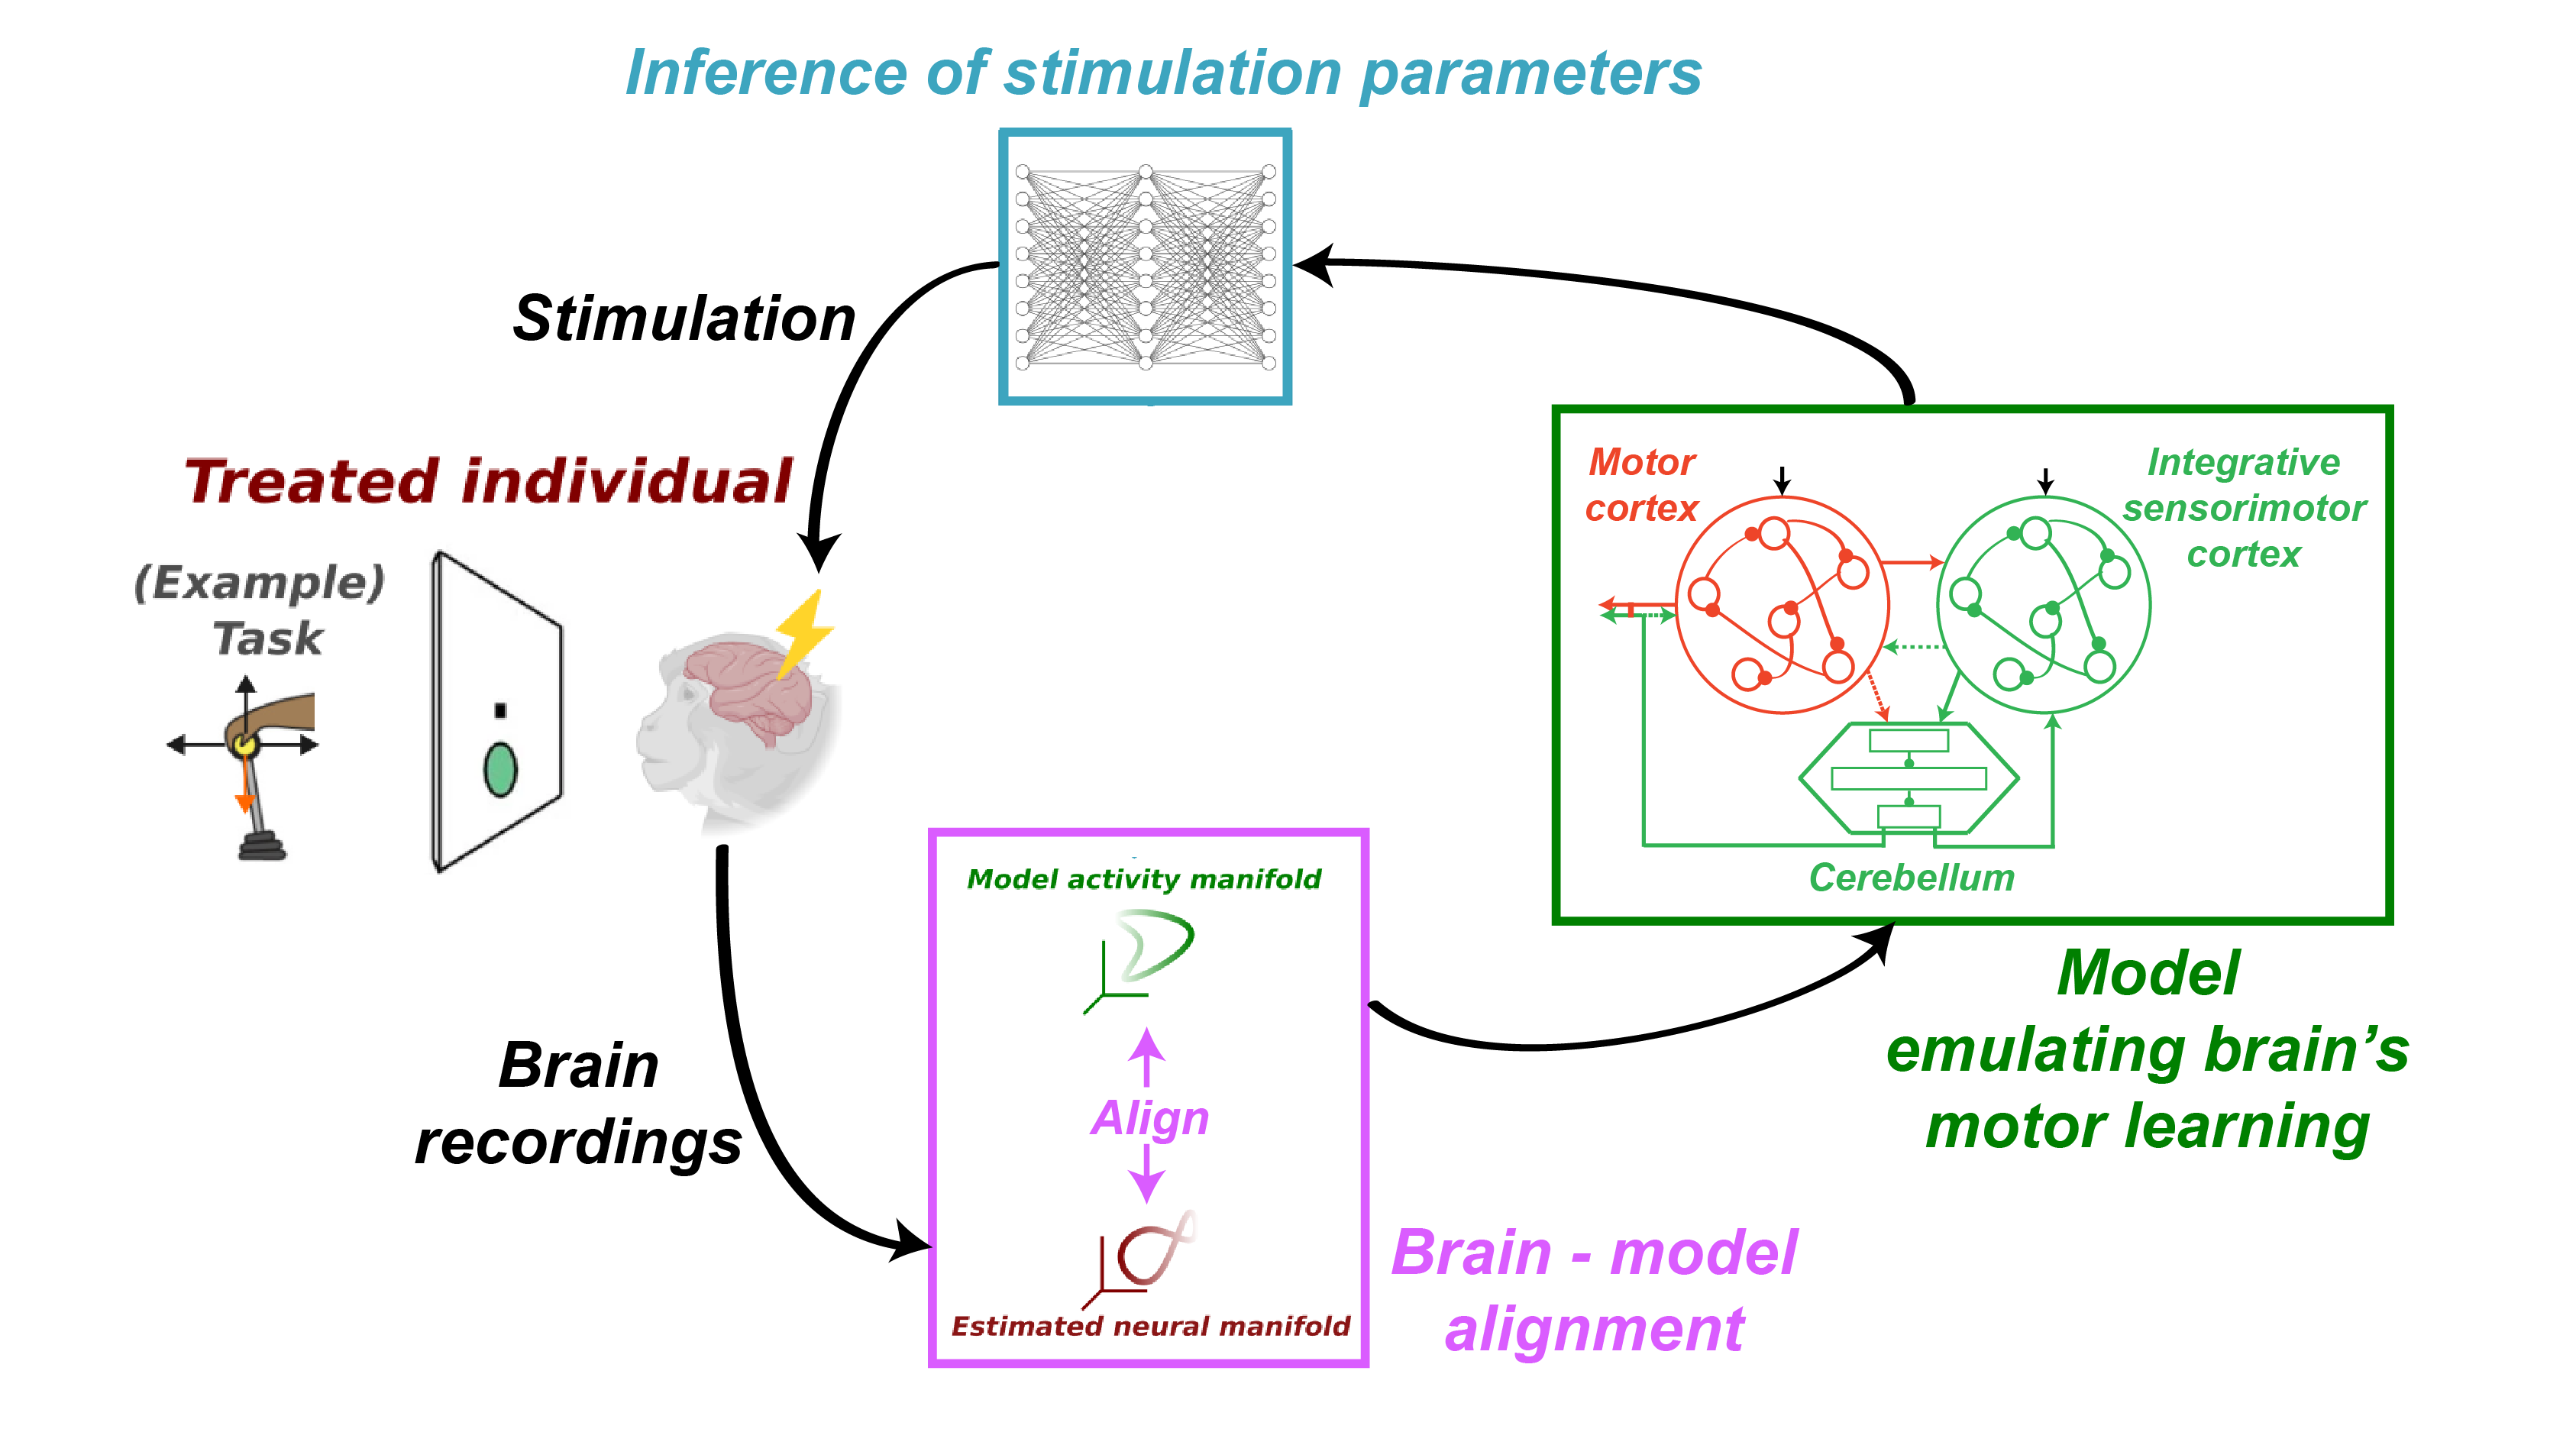 Inference of stimulation parameters
Stimulation
Treated individual
(Example)
Task
Motor
cortex
Integrative
sensorimotor
cortex
Cerebellum
Model
emulating brain’s
motor learning
Brain
recordings
Model activity manifold
Align
Estimated neural manifold
Brain - model
alignment